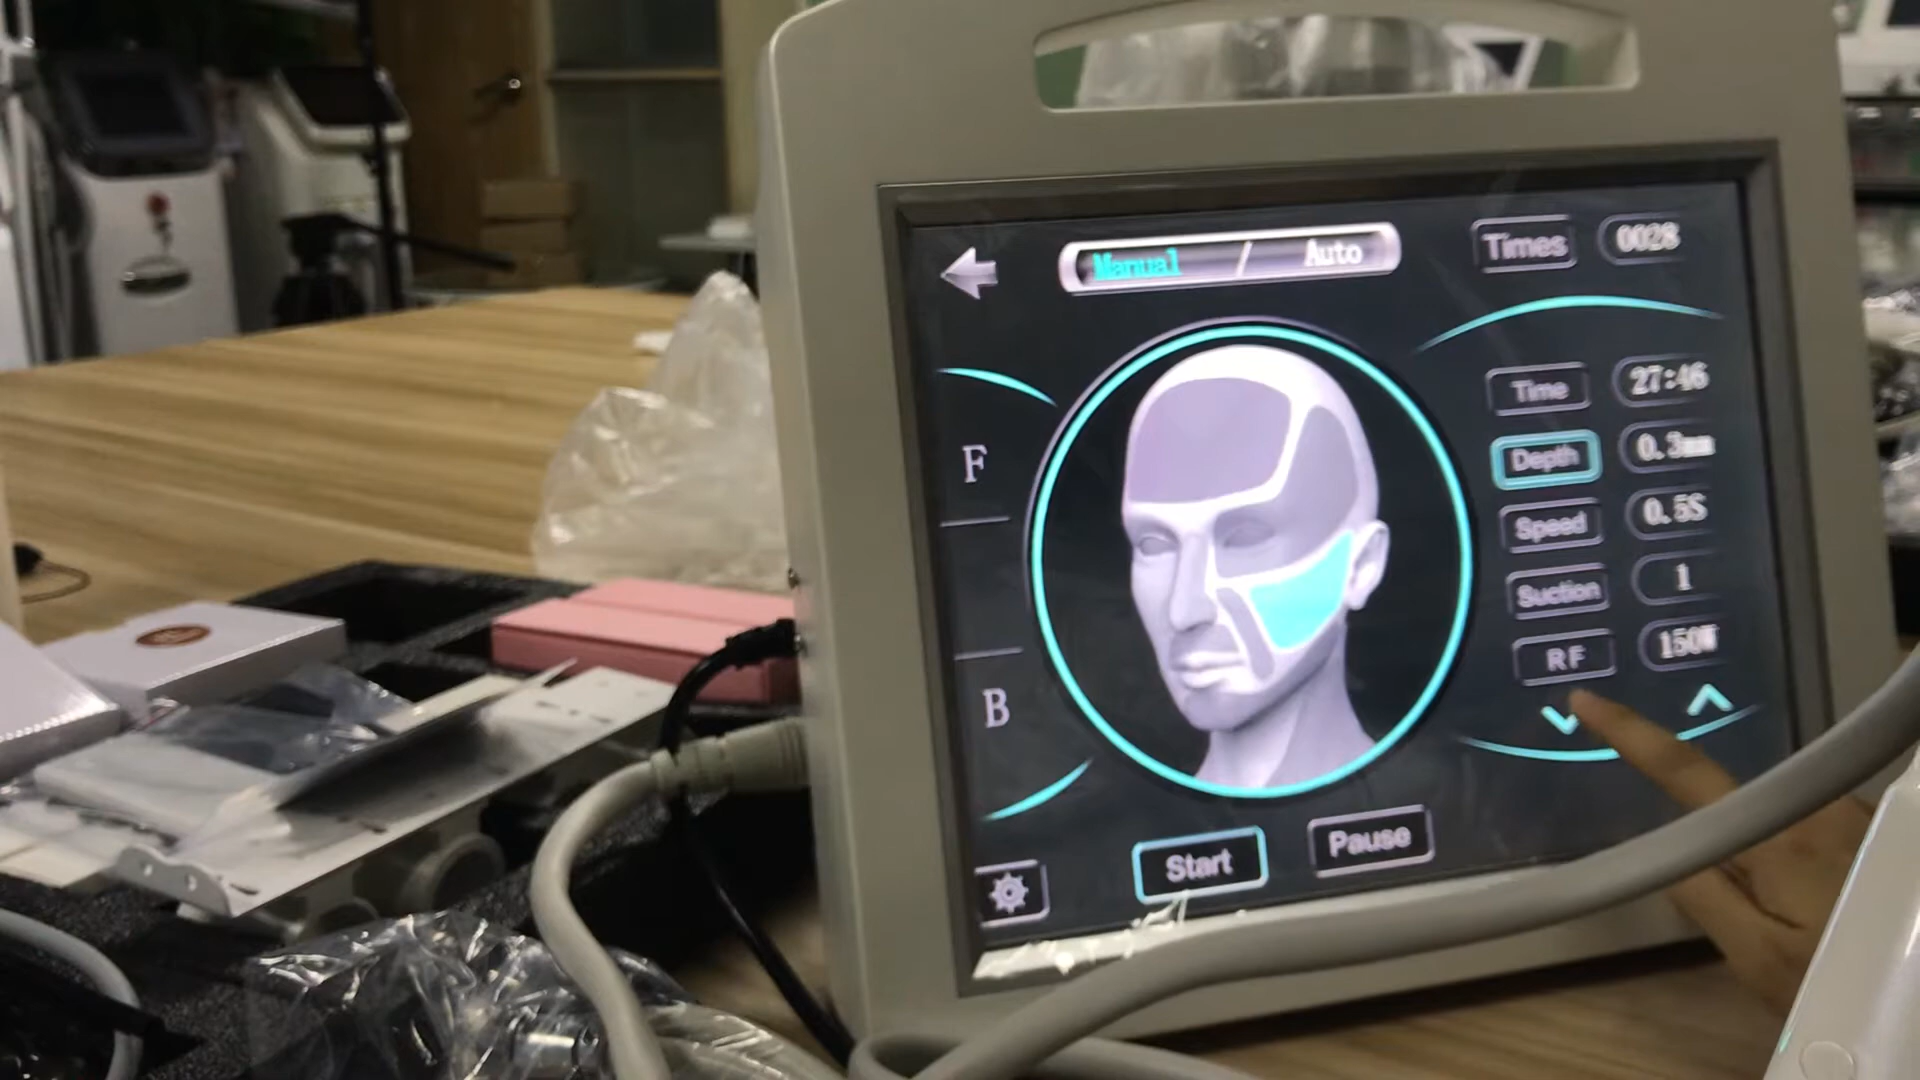 Manual / Auto
Times 0028
Time 27:46
F
Depth 0.3mm
Speed 0.5S
Suction 1
RF 150W
B
Start Pause